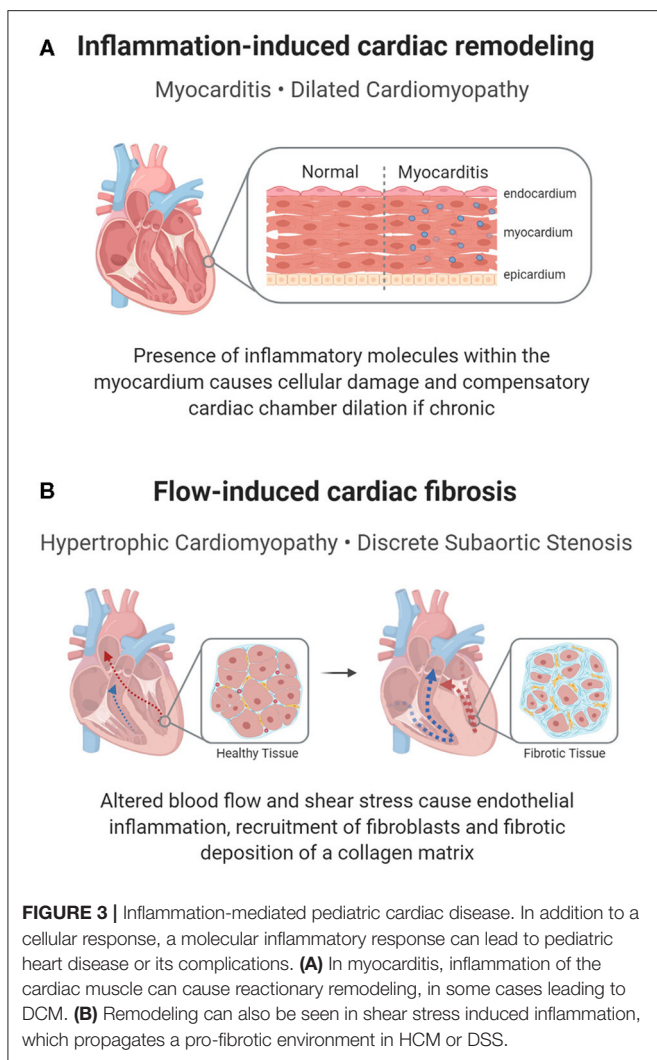 A Inflammation-induced cardiac remodeling
Myocarditis • Dilated Cardiomyopathy
Normal Myocarditis
endocardium
myocardium
epicardium
Presence of inflammatory molecules within the
myocardium causes cellular damage and compensatory
cardiac chamber dilation if chronic
B Flow-induced cardiac fibrosis
Hypertrophic Cardiomyopathy • Discrete Subaortic Stenosis
Healthy Tissue
Fibrotic Tissue
Altered blood flow and shear stress cause endothelial
inflammation, recruitment of fibroblasts and fibrotic
deposition of a collagen matrix
FIGURE 3 | Inflammation-mediated pediatric cardiac disease. In addition to a
cellular response, a molecular inflammatory response can lead to pediatric
heart disease or its complications. (A) In myocarditis, inflammation of the
cardiac muscle can cause reactionary remodeling, in some cases leading to
DCM. (B) Remodeling can also be seen in shear stress induced inflammation,
which propagates a pro-fibrotic environment in HCM or DSS.